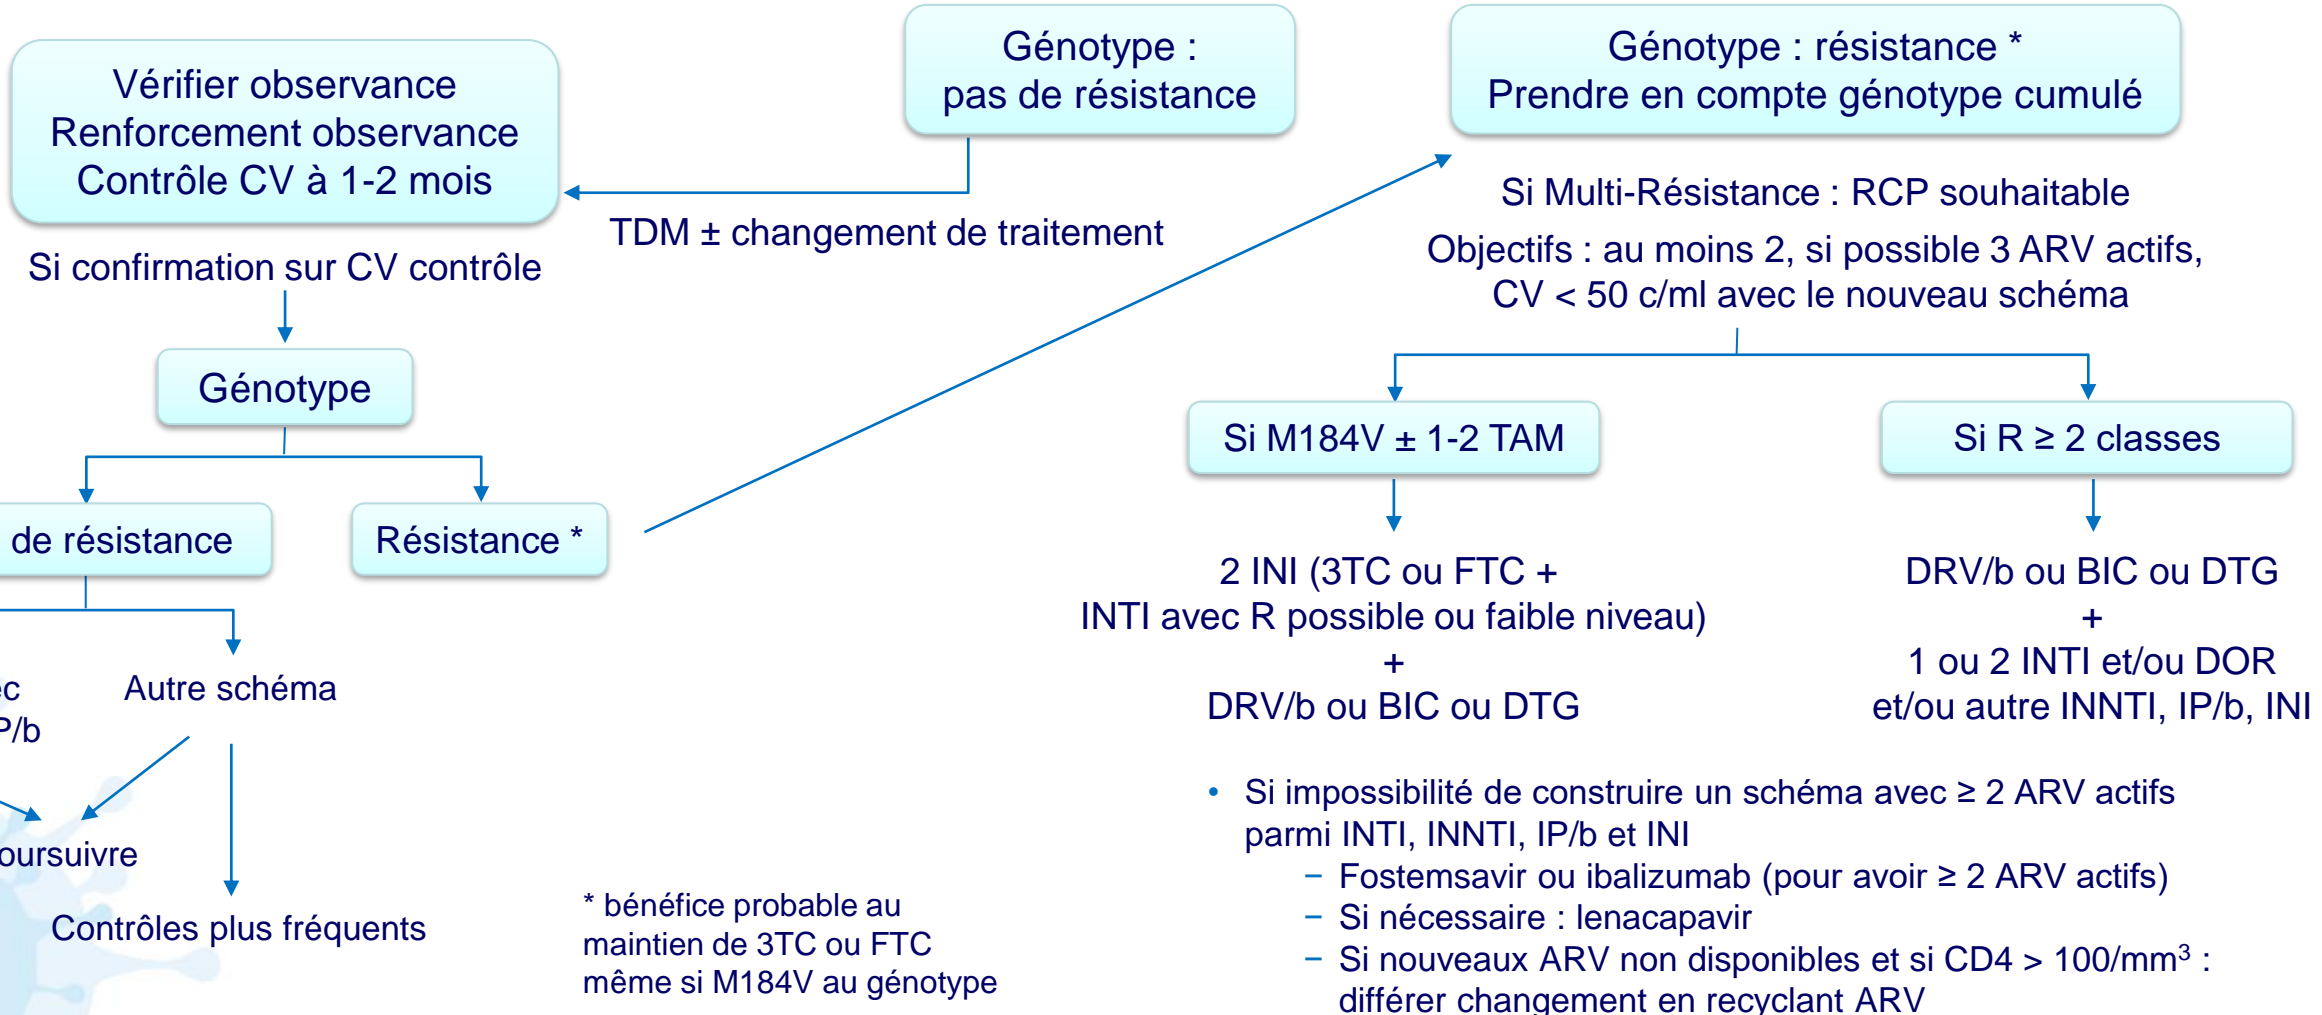 Vérifier observance
Renforcement observance
Contrôle CV à 1-2 mois
Génotype :
pas de résistance
Génotype : résistance *
Prendre en compte génotype cumulé
TDM ± changement de traitement
Si confirmation sur CV contrôle
Si Multi-Résistance : RCP souhaitable
Objectifs : au moins 2, si possible 3 ARV actifs,
CV < 50 c/ml avec le nouveau schéma
Génotype
de résistance
Résistance *
Si M184V ± 1-2 TAM
Si R ≥ 2 classes
2 INI (3TC ou FTC +
INTI avec R possible ou faible niveau)
+
DRV/b ou BIC ou DTG
DRV/b ou BIC ou DTG
+
1 ou 2 INTI et/ou DOR
et/ou autre INNTI, IP/b, INI
Autre schéma
P/b
oursuivre
Contrôles plus fréquents
* bénéfice probable au
maintien de 3TC ou FTC
même si M184V au génotype
• Si impossibilité de construire un schéma avec ≥ 2 ARV actifs
parmi INTI, INNTI, IP/b et INI
− Fostemsavir ou ibalizumab (pour avoir ≥ 2 ARV actifs)
− Si nécessaire : lenacapavir
− Si nouveaux ARV non disponibles et si CD4 > 100/mm³ :
différer changement en recyclant ARV